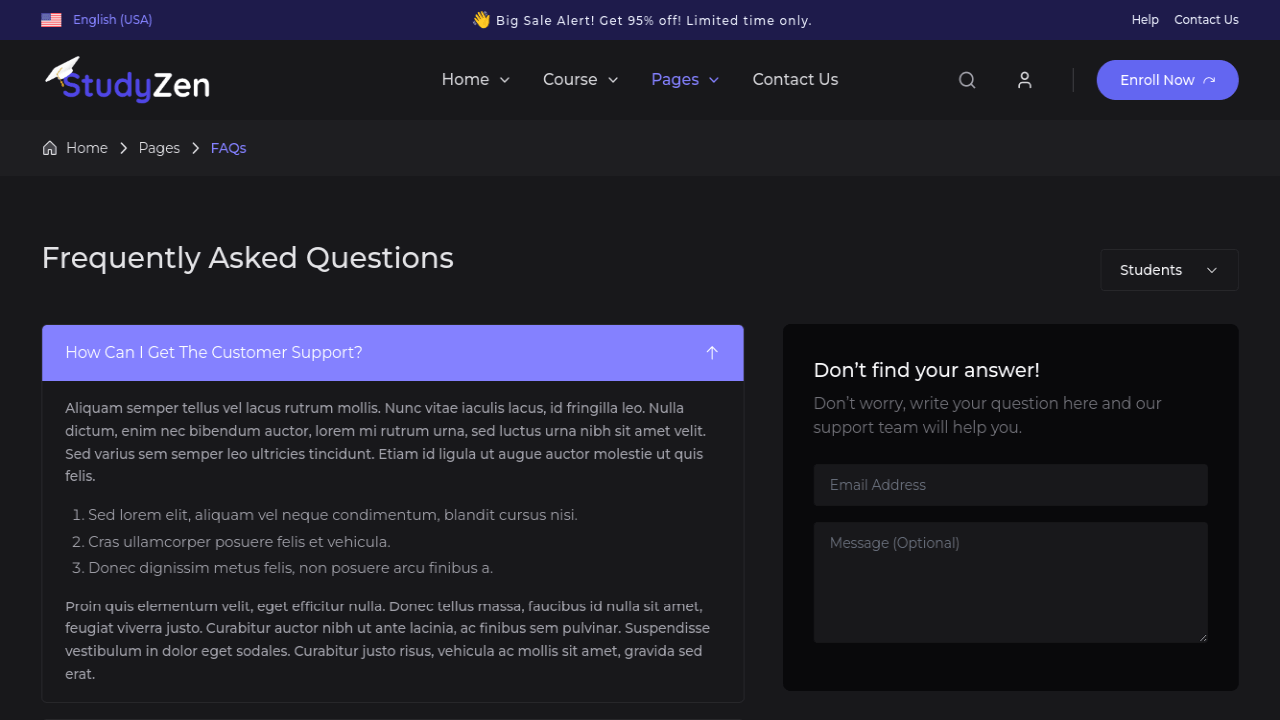 English (USA)
👋 Big Sale Alert! Get 95% off! Limited time only.
Help
Contact Us
StudyZen
Home
Course
Pages
Contact Us
Enroll Now
Home
Pages
FAQs
Frequently Asked Questions
Students
How Can I Get The Customer Support?
Aliquam semper tellus vel lacus rutrum mollis. Nunc vitae iaculis lacus, id fringilla leo. Nulla
dictum, enim nec bibendum auctor, lorem mi rutrum urna, sed luctus urna nibh sit amet velit.
Sed varius sem semper leo ultricies tincidunt. Etiam id ligula ut augue auctor molestie ut quis
felis.
1. Sed lorem elit, aliquam vel neque condimentum, blandit cursus nisi.
2. Cras ullamcorper posuere felis et vehicula.
3. Donec dignissim metus felis, non posuere arcu finibus a.
Proin quis elementum velit, eget efficitur nulla. Donec tellus massa, faucibus id nulla sit amet,
feugiat viverra justo. Curabitur auctor nibh ut ante lacinia, ac finibus sem pulvinar. Suspendisse
vestibulum in dolor eget sodales. Curabitur justo risus, vehicula ac mollis sit amet, gravida sed
erat.
Don’t find your answer!
Don’t worry, write your question here and our
support team will help you.
Email Address
Message (Optional)